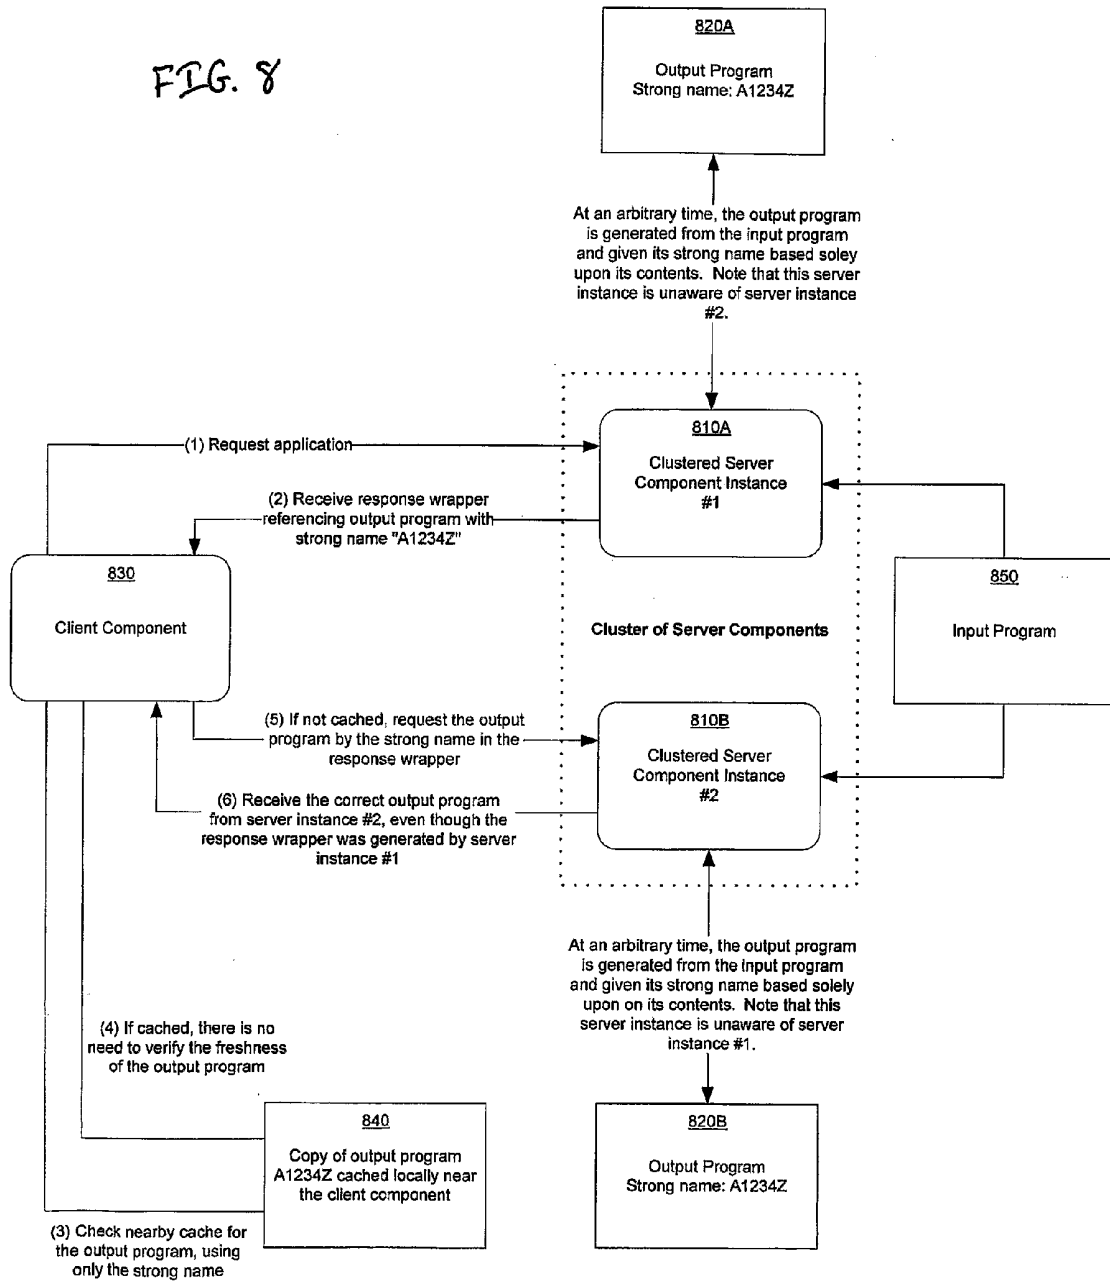 FIG. 8
820A
Output Program
Strong name: A1234Z
At an arbitrary time, the output program
is generated from the input program
and given its strong name based soley
upon its contents. Note that this server
instance is unaware of server instance
#2.
810A
Clustered Server
Component Instance
#1
(1) Request application
(2) Receive response wrapper
referencing output program with
strong name "A1234Z"
830
Client Component
850
Input Program
Cluster of Server Components
810B
Clustered Server
Component Instance
#2
(5) If not cached, request the output
program by the strong name in the
response wrapper
(6) Receive the correct output program
from server instance #2, even though the
response wrapper was generated by server
instance #1
At an arbitrary time, the output program
is generated from the input program
and given its strong name based solely
upon on its contents. Note that this
server instance is unaware of server
instance #1.
(4) If cached, there is no
need to verify the freshness
of the output program
840
Copy of output program
A1234Z cached locally near
the client component
820B
Output Program
Strong name: A1234Z
(3) Check nearby cache for
the output program, using
only the strong name